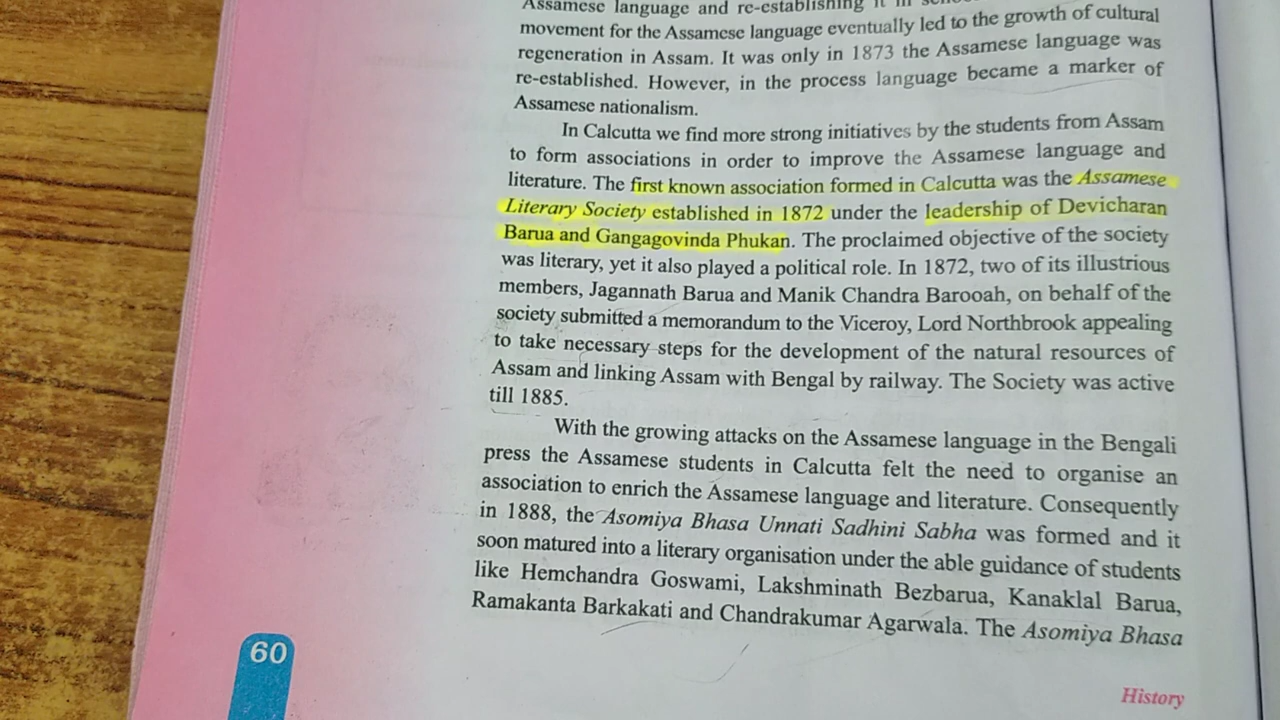 Assamese language and re-establishing it in
movement for the Assamese language eventually led to the growth of cultural
regeneration in Assam. It was only in 1873 the Assamese language was
re-established. However, in the process language became a marker of
Assamese nationalism.
In Calcutta we find more strong initiatives by the students from Assam
to form associations in order to improve the Assamese language and
literature. The first known association formed in Calcutta was the Assamese
Literary Society established in 1872 under the leadership of Devicharan
Barua and Gangagovinda Phukan. The proclaimed objective of the society
was literary, yet it also played a political role. In 1872, two of its illustrious
members, Jagannath Barua and Manik Chandra Barooah, on behalf of the
society submitted a memorandum to the Viceroy, Lord Northbrook appealing
to take necessary steps for the development of the natural resources of
Assam and linking Assam with Bengal by railway. The Society was active
till 1885.
With the growing attacks on the Assamese language in the Bengali
press the Assamese students in Calcutta felt the need to organise an
association to enrich the Assamese language and literature. Consequently
in 1888, the Asomiya Bhasa Unnati Sadhini Sabha was formed and it
soon matured into a literary organisation under the able guidance of students
like Hemchandra Goswami, Lakshminath Bezbarua, Kanaklal Barua,
Ramakanta Barkakati and Chandrakumar Agarwala. The Asomiya Bhasa
60
History